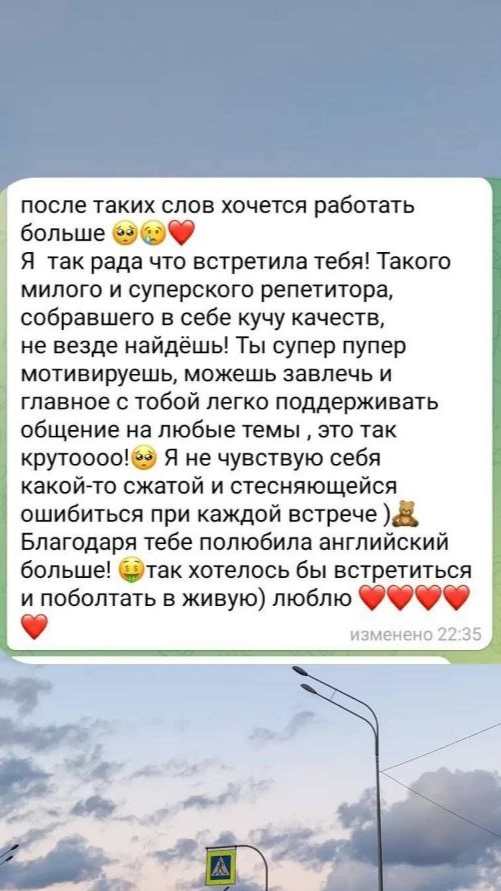 после таких слов хочется работать
больше 🥺😢❤️
Я  так рада что встретила тебя! Такого
милого и суперского репетитора,
собравшего в себе кучу качеств,
не везде найдёшь! Ты супер пупер
мотивируешь, можешь завлечь и
главное с тобой легко поддерживать
общение на любые темы , это так
крутоооо!🥺 Я не чувствую себя
какой-то сжатой и стесняющейся
ошибиться при каждой встрече )🧸
Благодаря тебе полюбила английский
больше! 🤑так хотелось бы встретиться
и поболтать в живую) люблю ❤️❤️❤️❤️
❤️
изменено 22:35